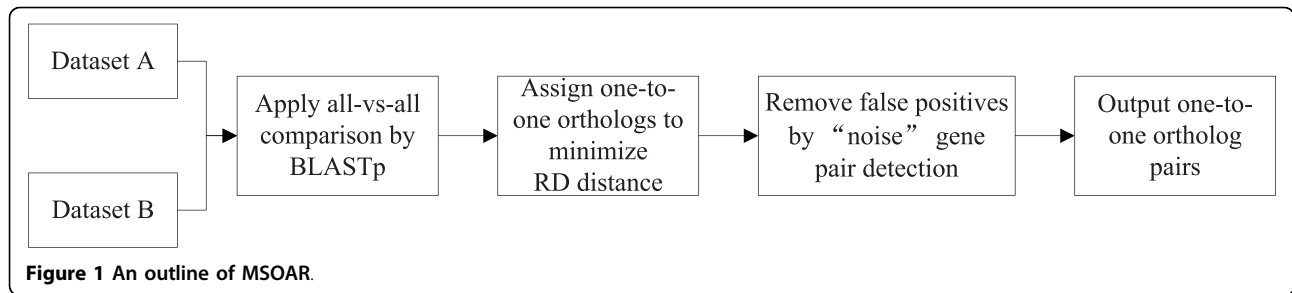 Dataset A
Dataset B
Apply all-vs-all
comparison by
BLASTp
Assign one-to-
one orthologs to
minimize
RD distance
Remove false positives
by “noise” gene
pair detection
Output one-to-
one ortholog
pairs
Figure 1 An outline of MSOAR.